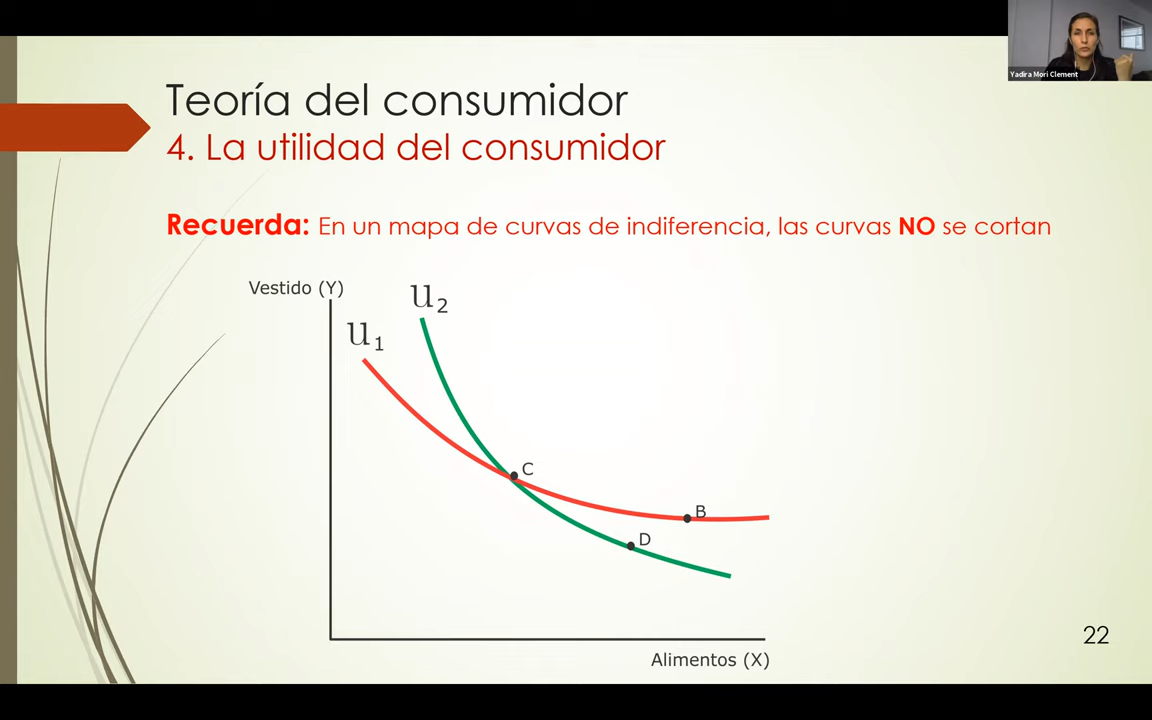 Yadira Mori Clement
Teoría del consumidor
4. La utilidad del consumidor
Recuerda: En un mapa de curvas de indiferencia, las curvas NO se cortan
Vestido (Y)
u2
u1
C
B
D
Alimentos (X)
22